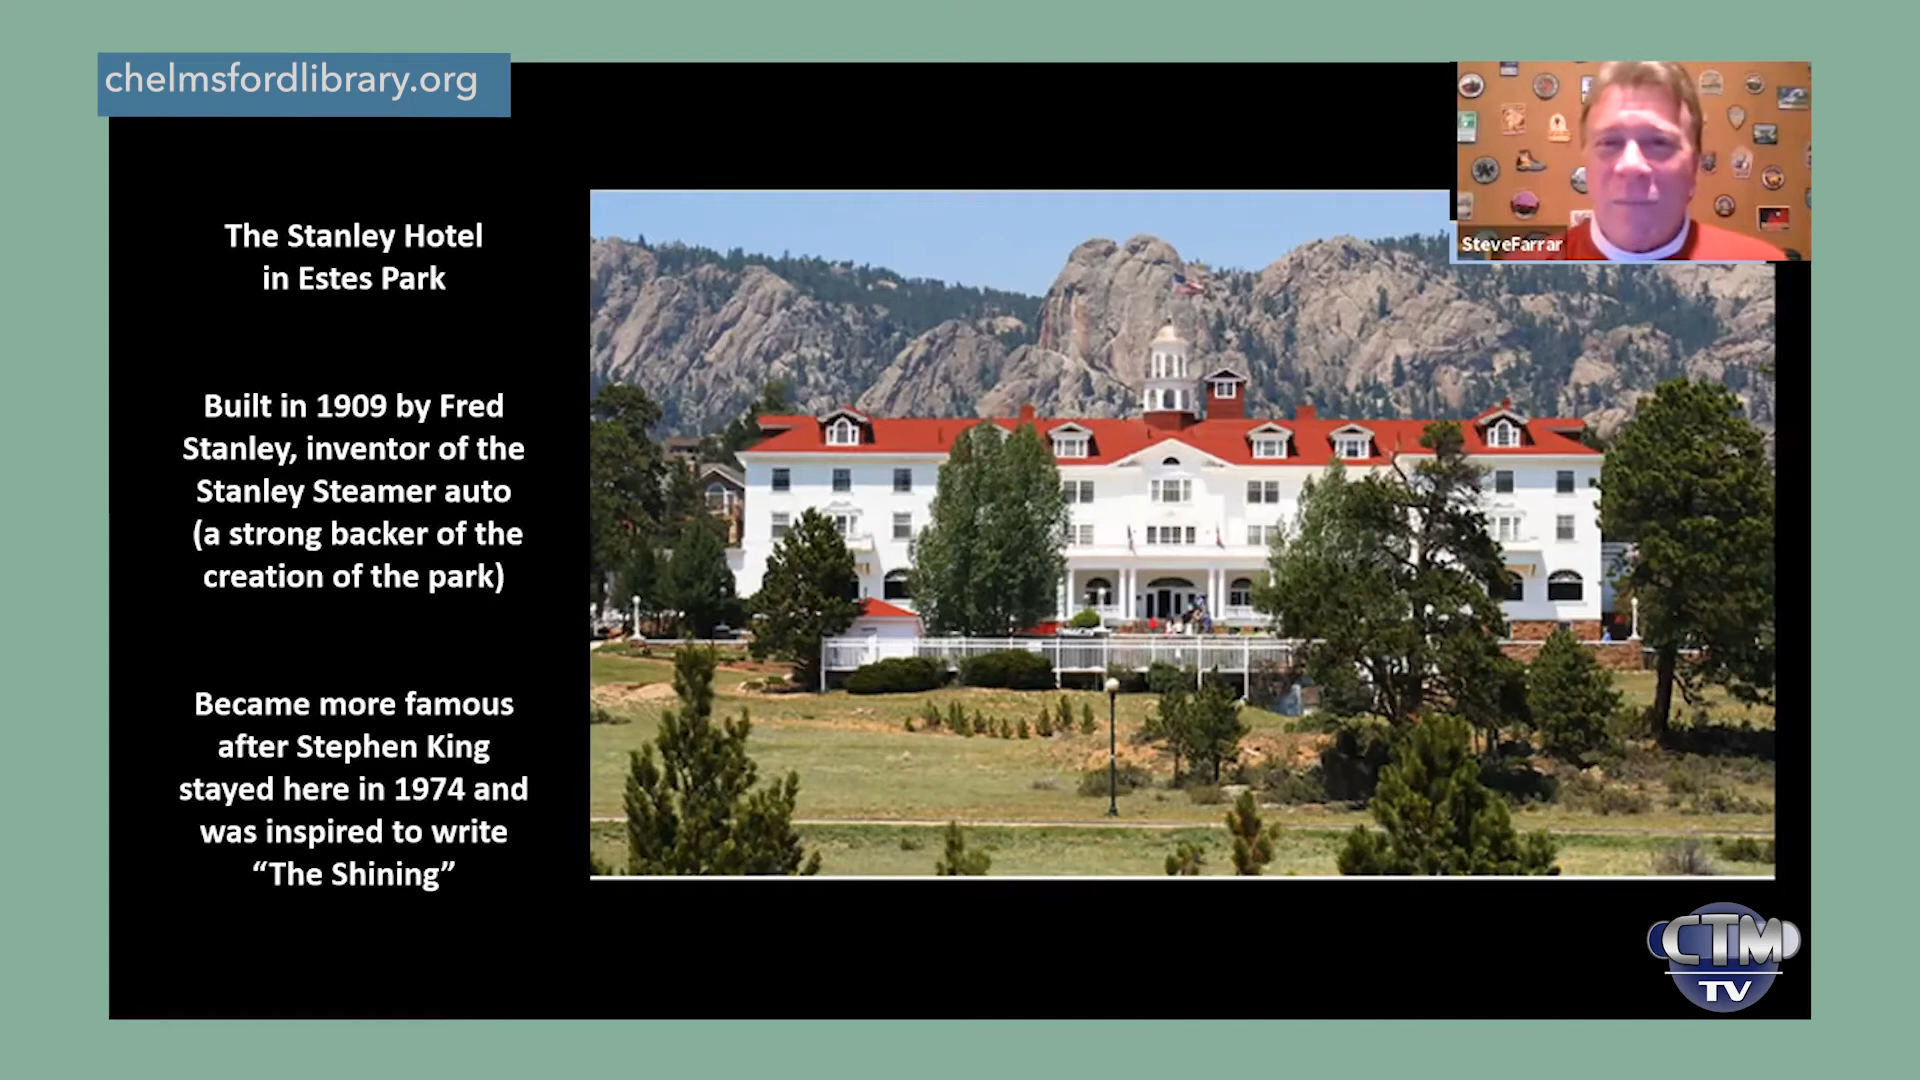 chelmsfordlibrary.org
The Stanley Hotel
in Estes Park
Built in 1909 by Fred
Stanley, inventor of the
Stanley Steamer auto
(a strong backer of the
creation of the park)
Became more famous
after Stephen King
stayed here in 1974 and
was inspired to write
“The Shining”
SteveFarrar
CTM
TV